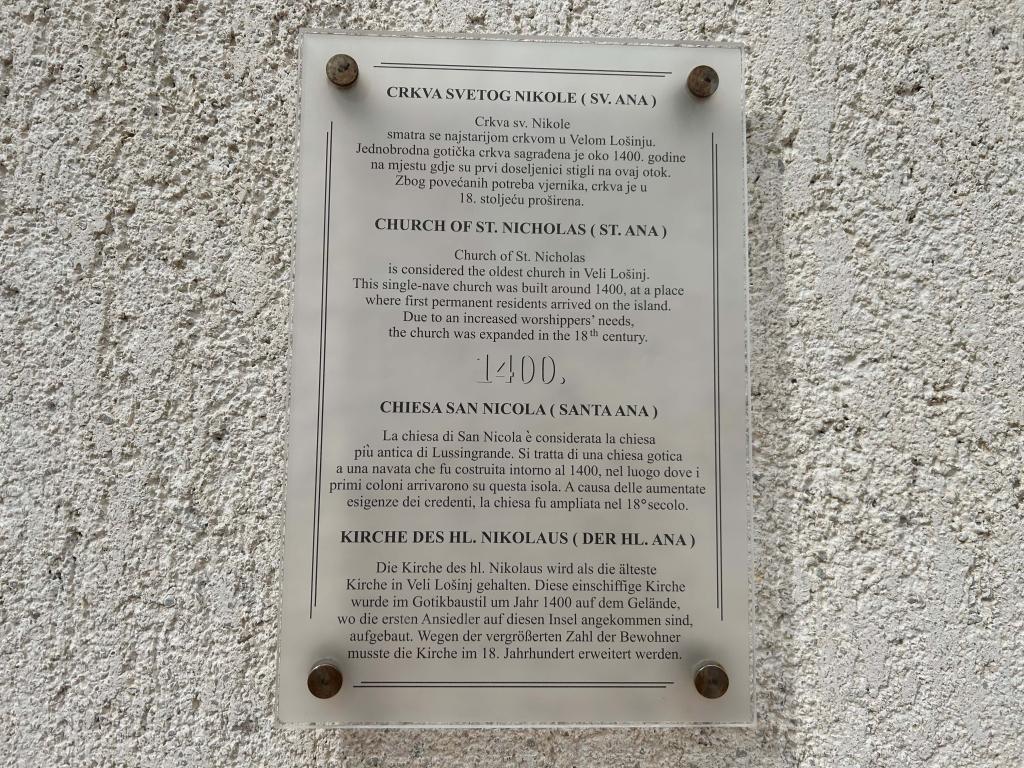 CRKVA SVETOG NIKOLE ( SV. ANA )
Crkva sv. Nikole
smatra se najstarijom crkvom u Velom Lošinju.
Jednobrodna gotička crkva sagrađena je oko 1400. godine
na mjestu gdje su prvi doseljenici stigli na ovaj otok.
Zbog povećanih potreba vjernika, crkva je u
18. stoljeću proširena.
CHURCH OF ST. NICHOLAS ( ST. ANA )
Church of St. Nicholas
is considered the oldest church in Veli Lošinj.
This single-nave church was built around 1400, at a place
where first permanent residents arrived on the island.
Due to an increased worshippers’ needs,
the church was expanded in the 18th century.
1400.
CHIESA SAN NICOLA ( SANTA ANA )
La chiesa di San Nicola è considerata la chiesa
più antica di Lussingrande. Si tratta di una chiesa gotica
a una navata che fu costruita intorno al 1400, nel luogo dove i
primi coloni arrivarono su questa isola. A causa delle aumentate
esigenze dei credenti, la chiesa fu ampliata nel 18° secolo.
KIRCHE DES HL. NIKOLAUS ( DER HL. ANA )
Die Kirche des hl. Nikolaus wird als die älteste
Kirche in Veli Lošinj gehalten. Diese einschiffige Kirche
wurde im Gotikbaustil um Jahr 1400 auf dem Gelände,
wo die ersten Ansiedler auf diesen Insel angekommen sind,
aufgebaut. Wegen der vergrößerten Zahl der Bewohner
musste die Kirche im 18. Jahrhundert erweitert werden.